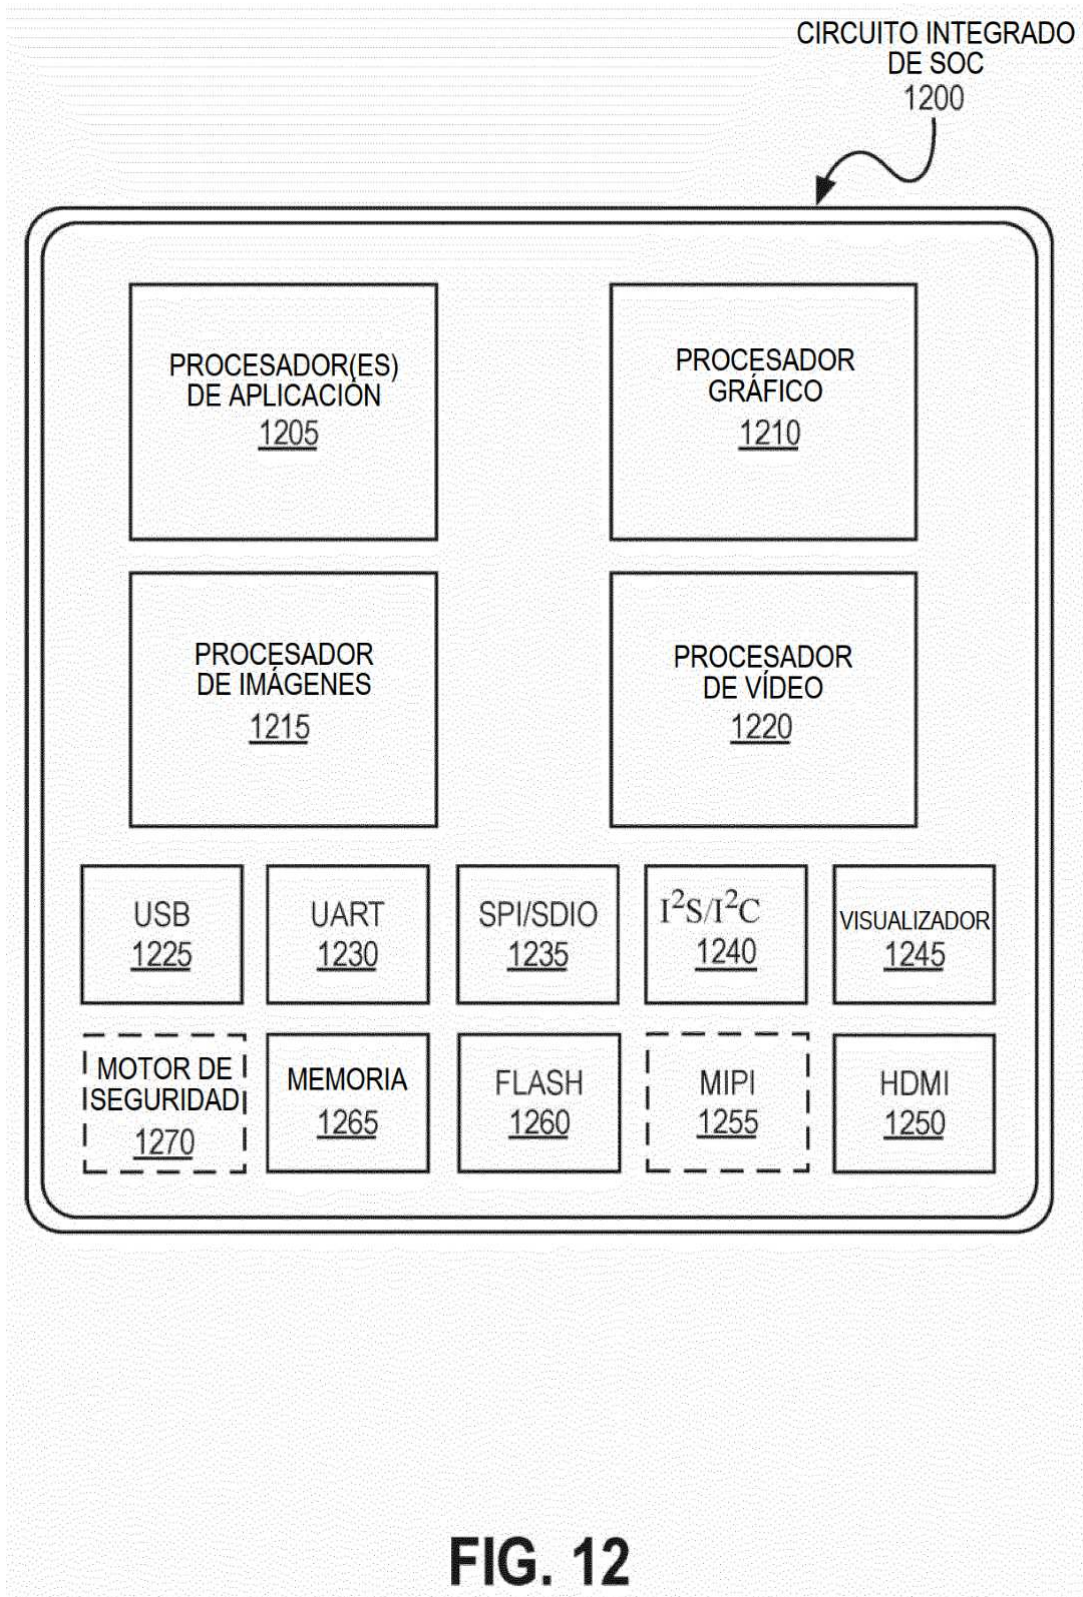 CIRCUITO INTEGRADO
DE SOC
1200
PROCESADOR(ES)
DE APLICACIÓN
1205
PROCESADOR
GRÁFICO
1210
PROCESADOR
DE IMÁGENES
1215
PROCESADOR
DE VÍDEO
1220
USB
1225
UART
1230
SPI/SDIO
1235
I²S/I²C
1240
VISUALIZADOR
1245
MOTOR DE
SEGURIDAD
1270
MEMORIA
1265
FLASH
1260
MIPI
1255
HDMI
1250
FIG. 12